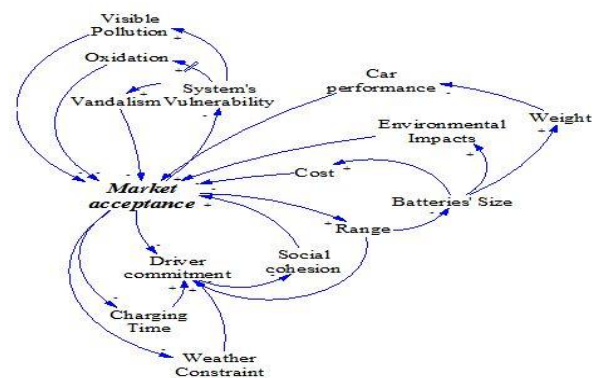 Visible
Pollution
Oxidation
Vandalism
System's
Vulnerability
Car
performance
Weight
Environmental
Impacts
Cost
Batteries' Size
Market
acceptance
Range
Driver
commitment
Social
cohesion
Charging
Time
Weather
Constraint